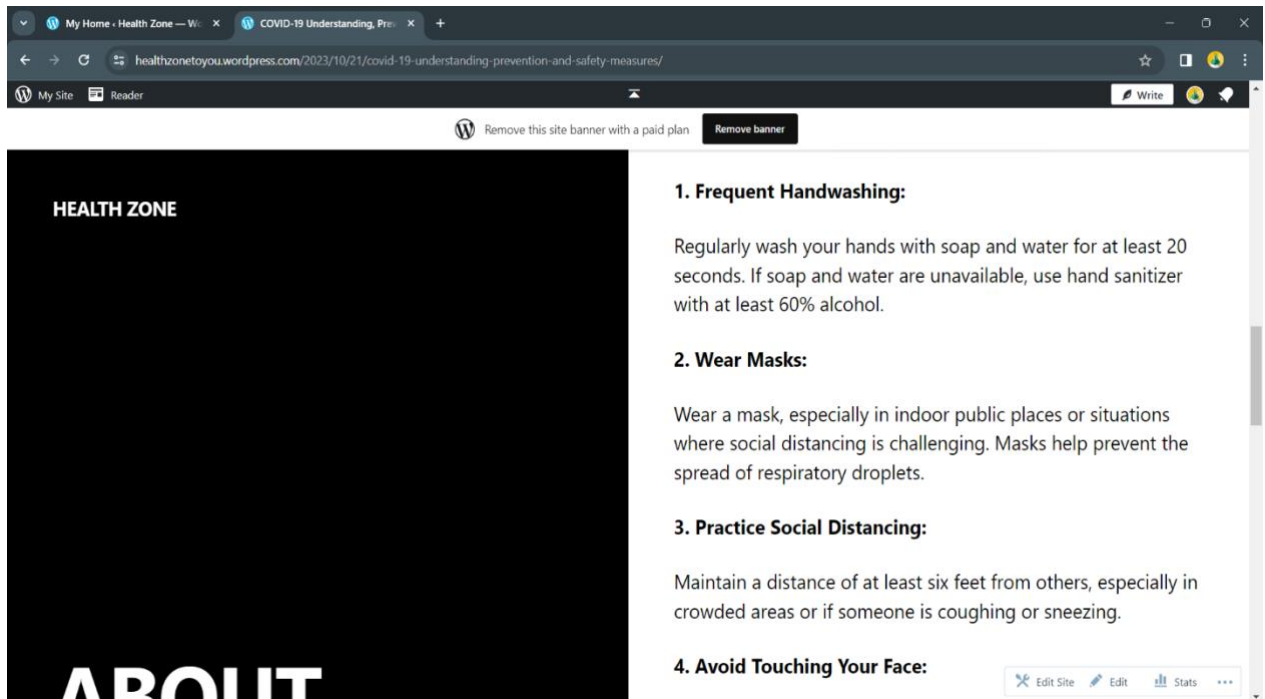 My Home ‹ Health Zone — W
COVID-19 Understanding, Pre
healthzonetoyou.wordpress.com/2023/10/21/covid-19-understanding-prevention-and-safety-measures/
My Site Reader Write
Remove this site banner with a paid plan Remove banner
HEALTH ZONE
ABOUT
1. Frequent Handwashing:
Regularly wash your hands with soap and water for at least 20
seconds. If soap and water are unavailable, use hand sanitizer
with at least 60% alcohol.
2. Wear Masks:
Wear a mask, especially in indoor public places or situations
where social distancing is challenging. Masks help prevent the
spread of respiratory droplets.
3. Practice Social Distancing:
Maintain a distance of at least six feet from others, especially in
crowded areas or if someone is coughing or sneezing.
4. Avoid Touching Your Face:
Edit Site Edit Stats